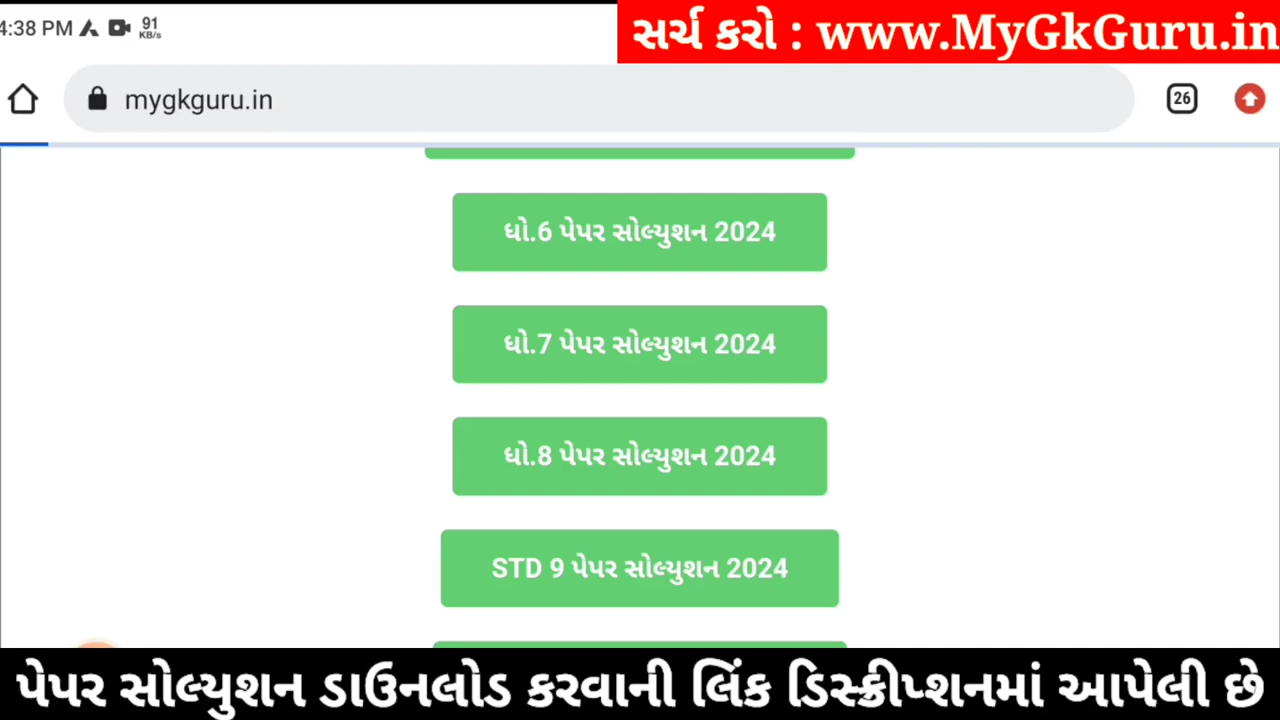 4:38 PM 91 KB/s
સર્ચ કરો : www.MyGkGuru.in
mygkguru.in
26
ધો.6 પેપર સોલ્યુશન 2024
ધો.7 પેપર સોલ્યુશન 2024
ધો.8 પેપર સોલ્યુશન 2024
STD 9 પેપર સોલ્યુશન 2024
પેપર સોલ્યુશન ડાઉનલોડ કરવાની લિંક ડિસ્ક્રીપ્શનમાં આપેલી છે